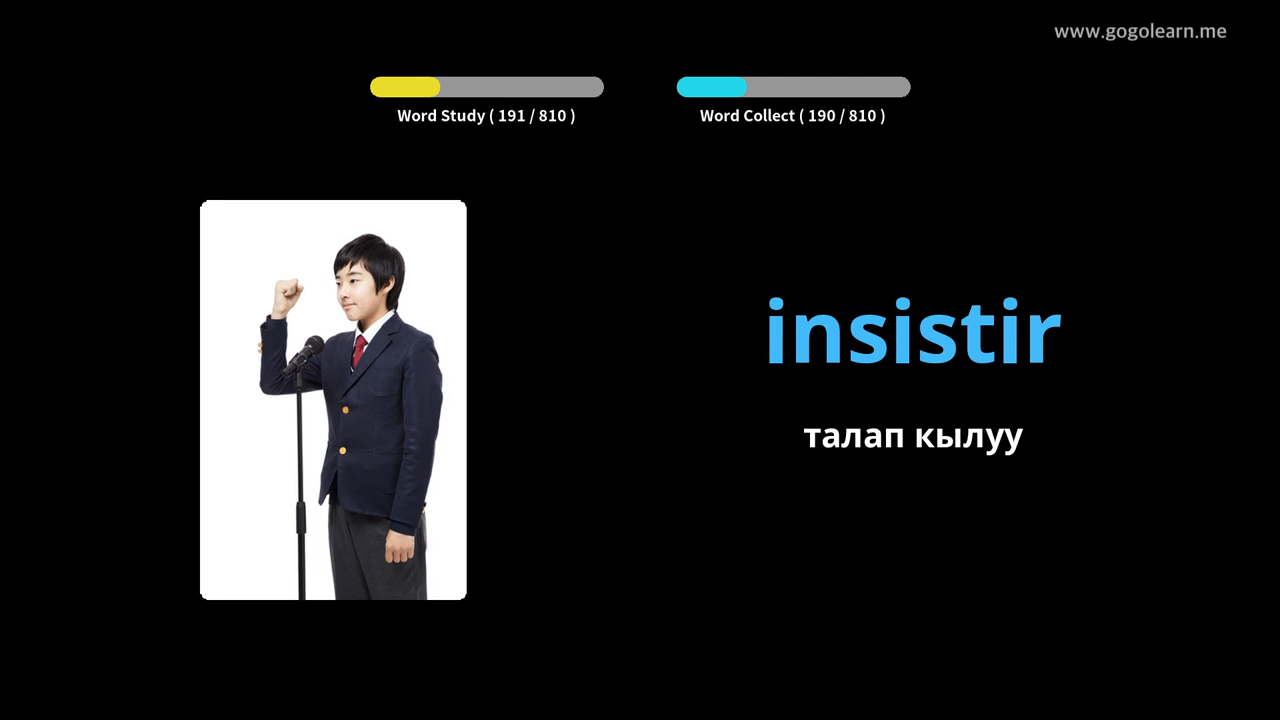 www.gogolearn.me
Word Study ( 191 / 810 )
Word Collect ( 190 / 810 )
insistir
талап кылуу